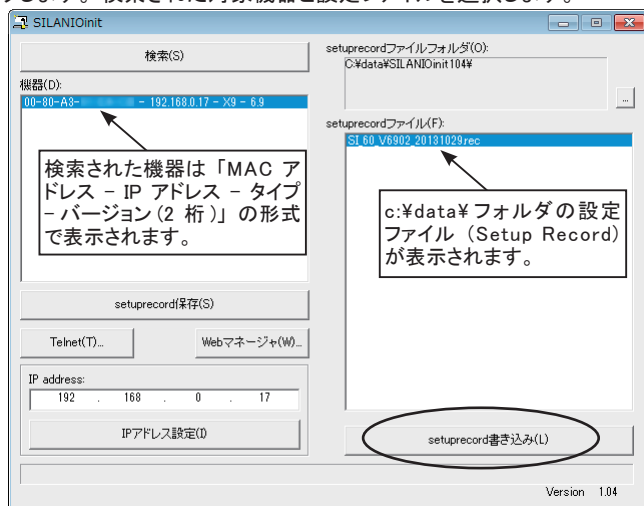 します。検索された対象機器と設定ファイルを選択します。
SILANIOinit
検索(S)
機器(D):
00-80-A3- - 192.168.0.17 - X9 - 6.9
検索された機器は「MAC ア
ドレス − IP アドレス − タイプ
− バージョン(2 桁)」の形式
で表示されます。
setuprecord保存(S)
Telnet(T)...
Webマネージャ(W)...
IP address:
192 . 168 . 0 . 17
IPアドレス設定(I)
setuprecordファイルフォルダ(O):
C:¥data¥SILANIOinit104¥
...
setuprecordファイル(F):
SI_60_V6902_20131029.rec
c:¥data¥フォルダの設定
ファイル（Setup Record）
が表示されます。
setuprecord書き込み(L)
Version 1.04